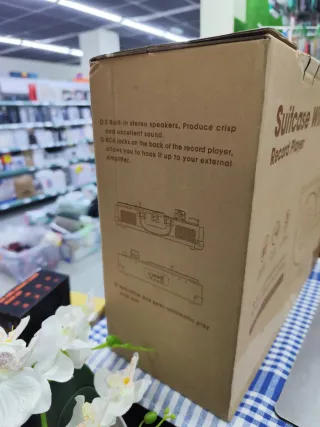 2 Built-in stereo speakers, Produce crisp
and excellent sound.
RCA jacks on the back of the record player,
allows you to hook it up to your external
amplifier.
Suitcase
Record Player